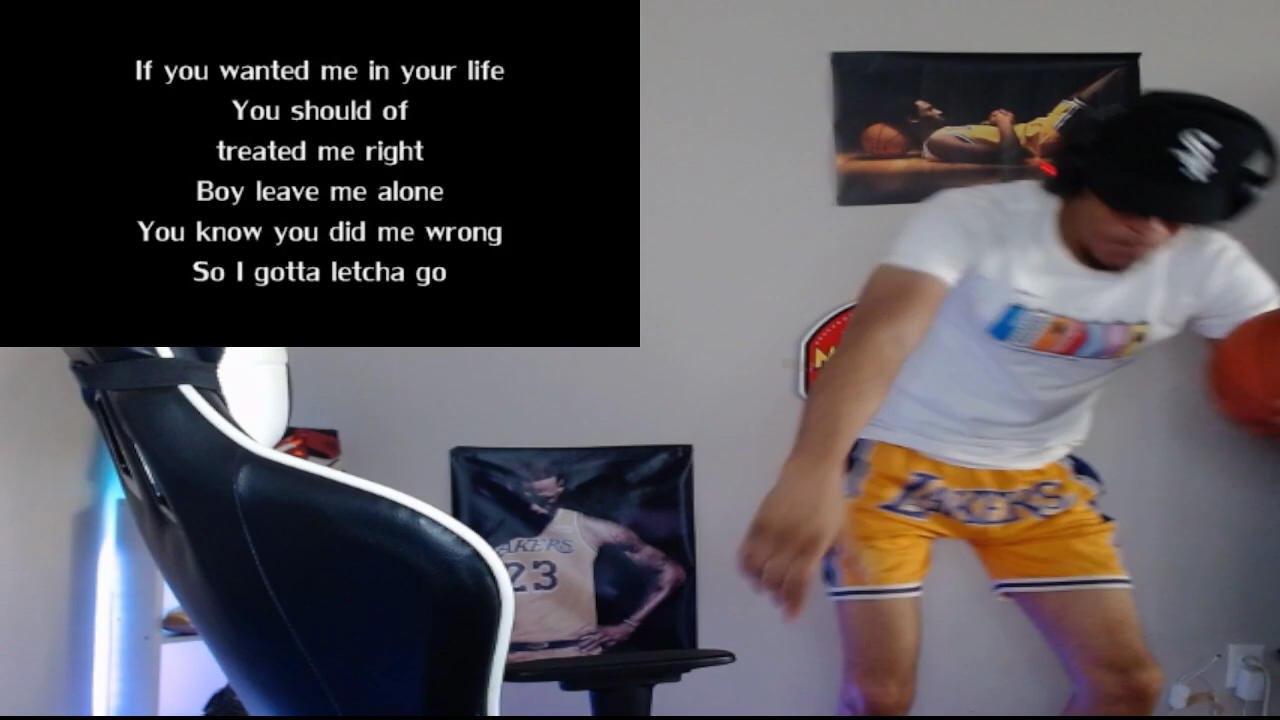 If you wanted me in your life
You should of
treated me right
Boy leave me alone
You know you did me wrong
So I gotta letcha go
LAKERS
AKERS
23